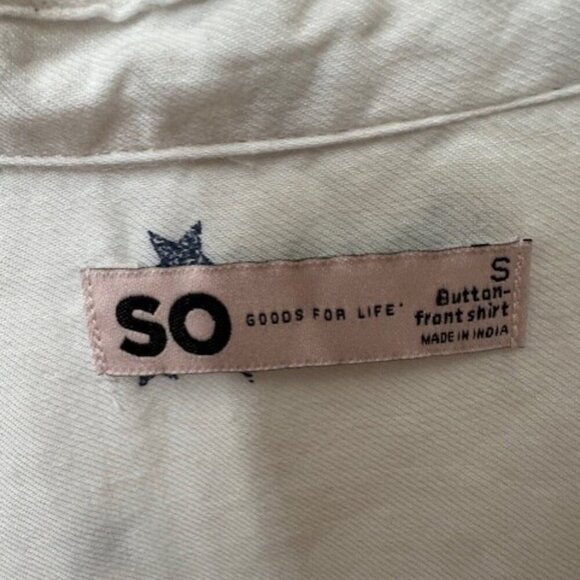 SO
GOODS FOR LIFE
S
Button-
front shirt
MADE IN INDIA